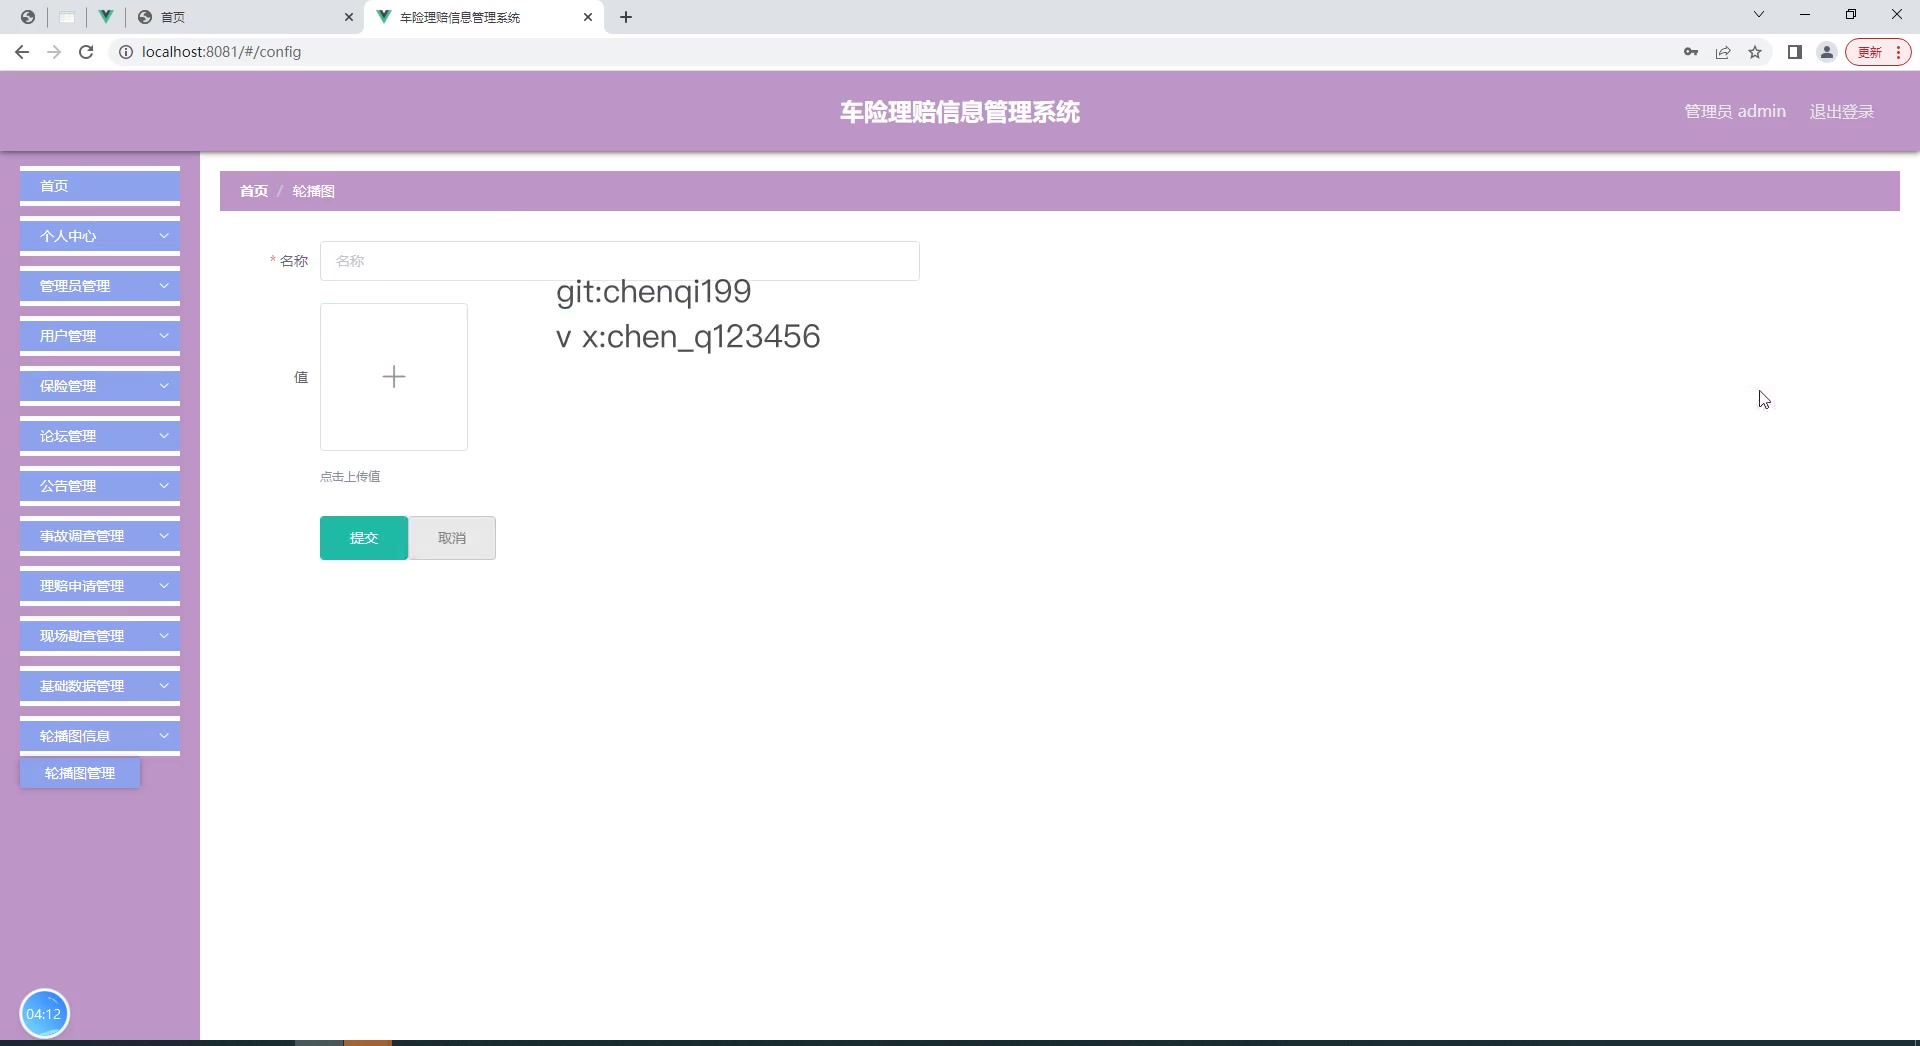 首页
车险理赔信息管理系统
localhost:8081/#/config
更新
车险理赔信息管理系统
管理员 admin
退出登录
首页
个人中心
管理员管理
用户管理
保险管理
论坛管理
公告管理
事故调查管理
理赔申请管理
现场勘查管理
基础数据管理
轮播图信息
轮播图管理
首页 / 轮播图
* 名称
名称
git:chenqi199
v x:chen_q123456
值
点击上传值
提交
取消
04:12